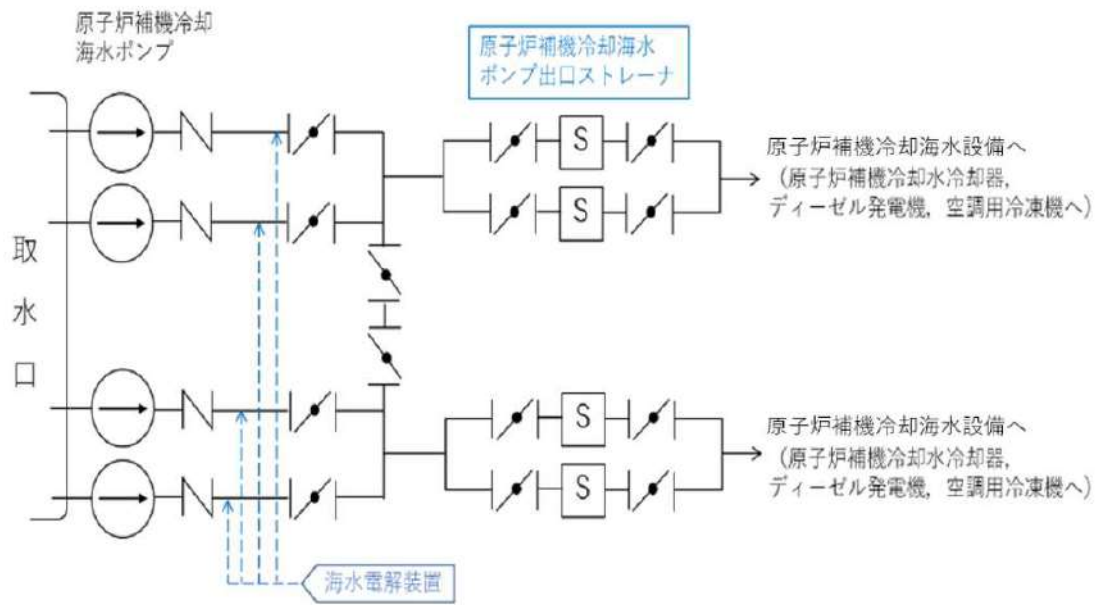 原子炉補機冷却
海水ポンプ
原子炉補機冷却海水
ポンプ出口ストレーナ
取
水
口
S
S
原子炉補機冷却海水設備へ
（原子炉補機冷却水冷却器，
ディーゼル発電機，空調用冷凍機へ）
S
S
原子炉補機冷却海水設備へ
（原子炉補機冷却水冷却器，
ディーゼル発電機，空調用冷凍機へ）
海水電解装置